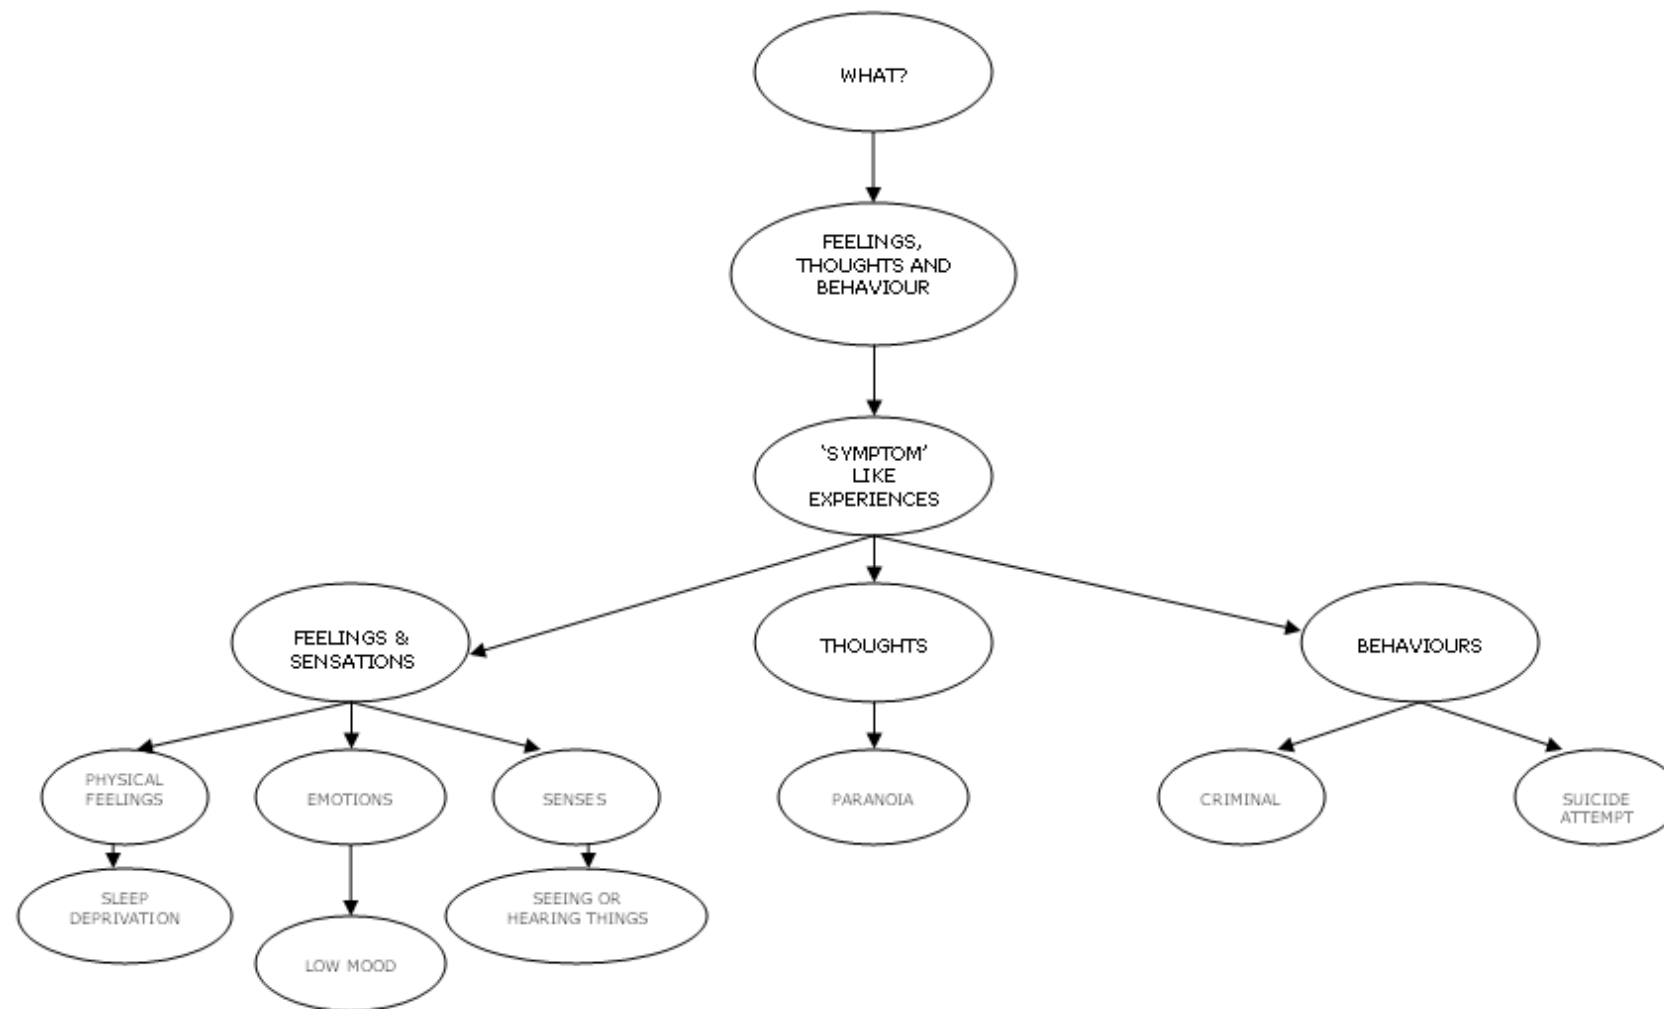 WHAT?
FEELINGS,
THOUGHTS AND
BEHAVIOUR
‘SYMPTOM’
LIKE
EXPERIENCES
FEELINGS &
SENSATIONS
THOUGHTS
BEHAVIOURS
PHYSICAL
FEELINGS
EMOTIONS
SENSES
PARANOIA
CRIMINAL
SUICIDE
ATTEMPT
SLEEP
DEPRIVATION
LOW MOOD
SEEING OR
HEARING THINGS